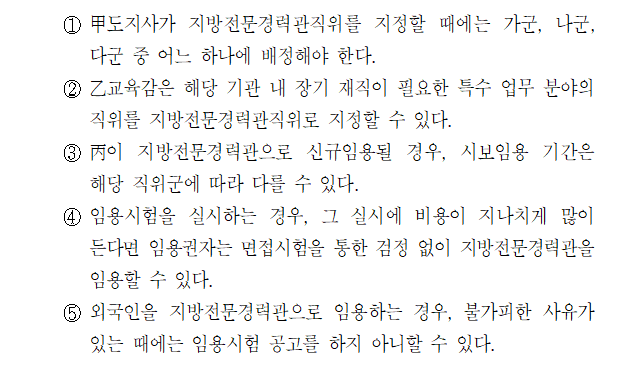 ① 甲도지사가 지방전문경력관직위를 지정할 때에는 가군, 나군,
다군 중 어느 하나에 배정해야 한다.
② 乙교육감은 해당 기관 내 장기 재직이 필요한 특수 업무 분야의
직위를 지방전문경력관직위로 지정할 수 있다.
③ 丙이 지방전문경력관으로 신규임용될 경우, 시보임용 기간은
해당 직위군에 따라 다를 수 있다.
④ 임용시험을 실시하는 경우, 그 실시에 비용이 지나치게 많이
든다면 임용권자는 면접시험을 통한 검정 없이 지방전문경력관을
임용할 수 있다.
⑤ 외국인을 지방전문경력관으로 임용하는 경우, 불가피한 사유가
있는 때에는 임용시험 공고를 하지 아니할 수 있다.